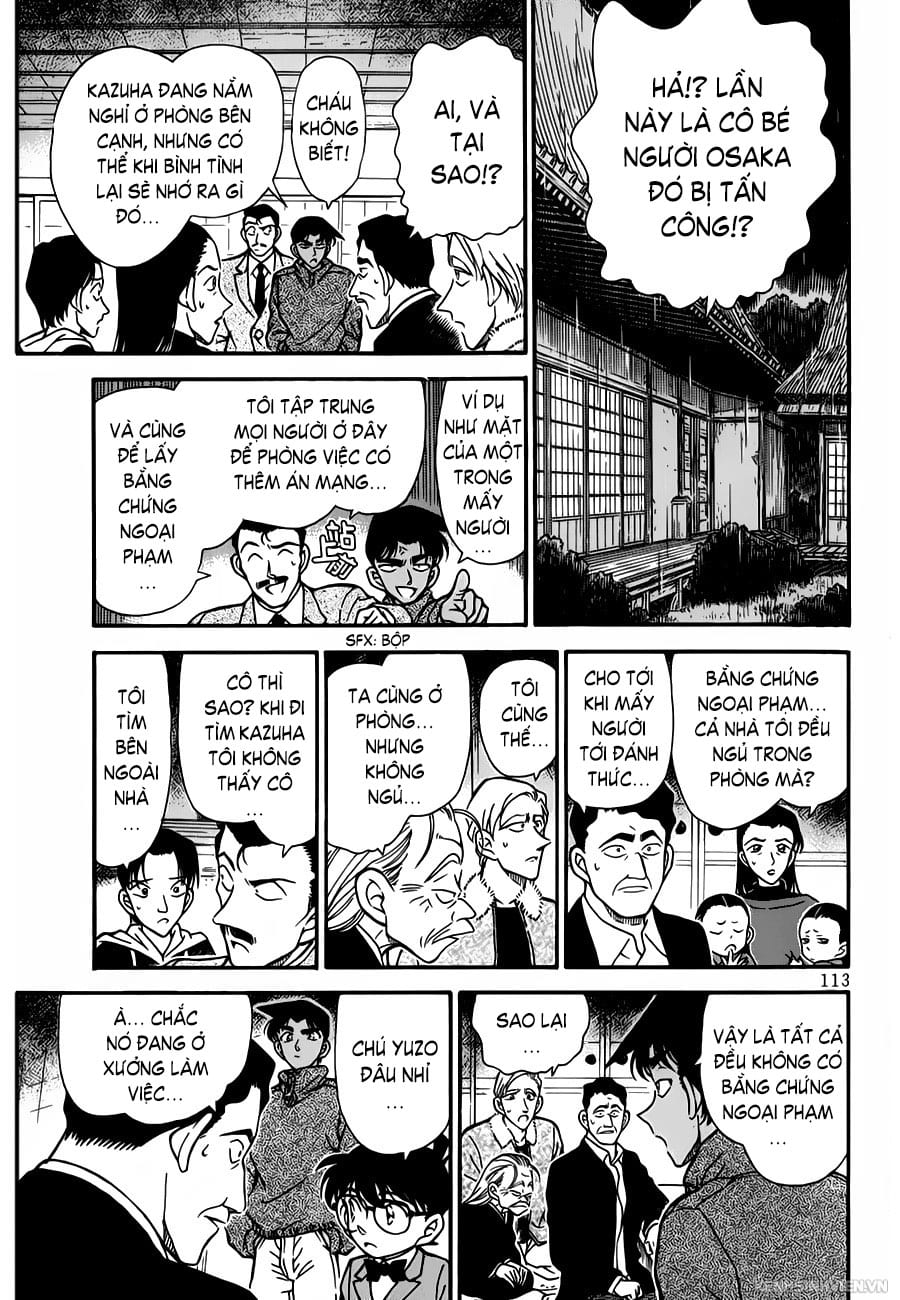 HẢ!? LẦN
NÀY LÀ CÔ BÉ
NGƯỜI OSAKA
ĐÓ BỊ TẤN
CÔNG!?
AI, VÀ
TẠI
SAO!?
CHÁU
KHÔNG
BIẾT!
KAZUHA ĐANG NẰM
NGHỈ Ở PHÒNG BÊN
CẠNH, NHƯNG CÓ
THỂ KHI BÌNH TĨNH
LẠI SẼ NHỚ RA GÌ
ĐÓ...
VÍ DỤ
NHƯ MẶT
CỦA MỘT
TRONG
MẤY
NGƯỜI
...
TÔI TẬP TRUNG
MỌI NGƯỜI Ở ĐÂY
ĐỂ PHÒNG VIỆC CÓ
THÊM ÁN MẠNG...
VÀ CŨNG
ĐỂ LẤY
BẰNG
CHỨNG
NGOẠI
PHẠM
...
SFX: BỘP
BẰNG CHỨNG
NGOẠI PHẠM...
CẢ NHÀ TÔI ĐỀU
NGỦ TRONG
PHÒNG MÀ?
CHO TỚI
KHI MẤY
NGƯỜI
TỚI ĐÁNH
THỨC...
TÔI
CŨNG
THẾ...
TA CŨNG Ở
PHÒNG...
NHƯNG
KHÔNG
NGỦ...
CÔ THÌ
SAO? KHI ĐI
TÌM KAZUHA
TÔI KHÔNG
THẤY CÔ
...
TÔI
TÌM
BÊN
NGOÀI
NHÀ
...
113
VẬY LÀ TẤT CẢ
ĐỀU KHÔNG CÓ
BẰNG CHỨNG
NGOẠI PHẠM
...
SAO LẠI
...
CHÚ YUZO
ĐÂU NHỈ
...
À... CHẮC
NÓ ĐANG Ở
XƯỞNG LÀM
VIỆC...